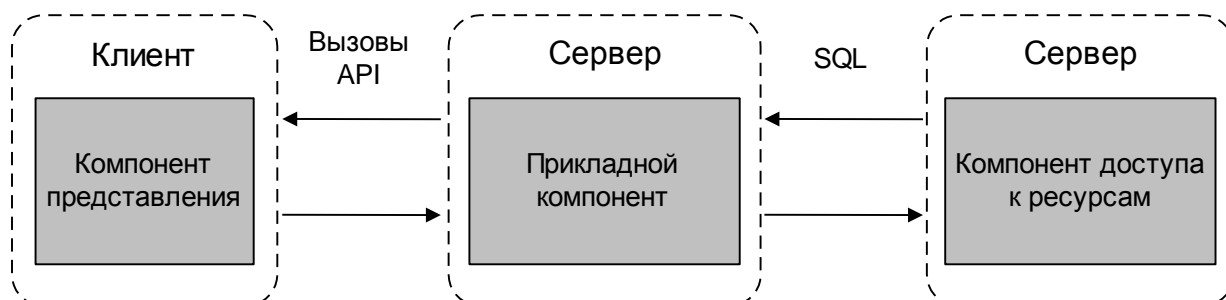 Клиент
Вызовы
API
Сервер
SQL
Сервер
Компонент
представления
Прикладной
компонент
Компонент доступа
к ресурсам